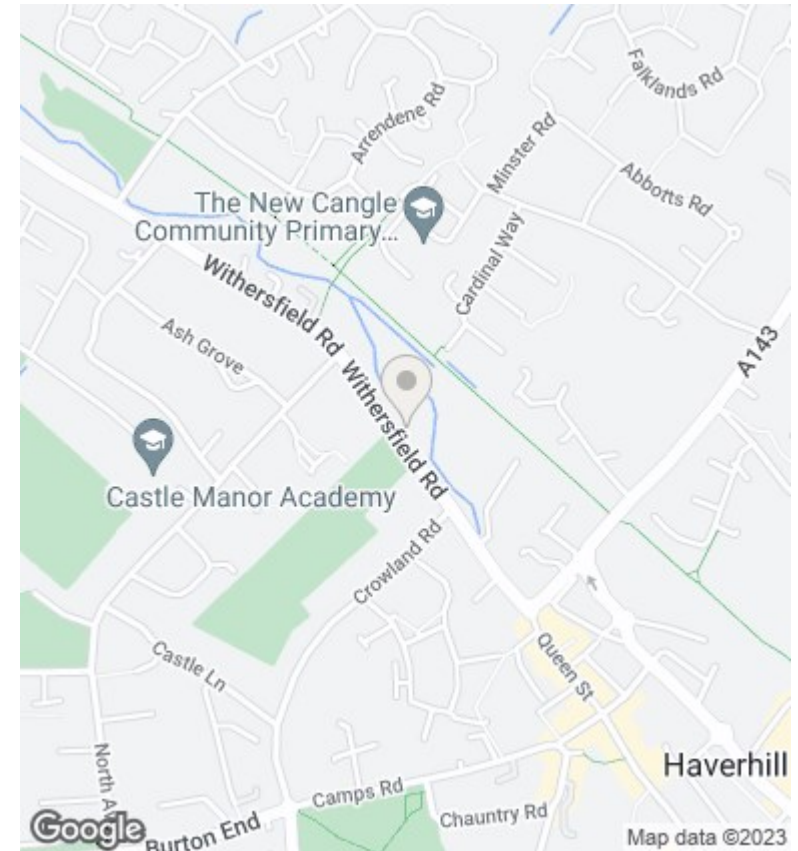 Falklands Rd
Arrendene Rd
Minster Rd
Abbotts Rd
The New Cangle
Community Primary...
Cardinal Way
Withersfield Rd
Ash Grove
A143
Withersfield Rd
Castle Manor Academy
Crowland Rd
Castle Ln
Queen St
North Av
Haverhill
Camps Rd
Chauntry Rd
Burton End
Google
Map data ©2023